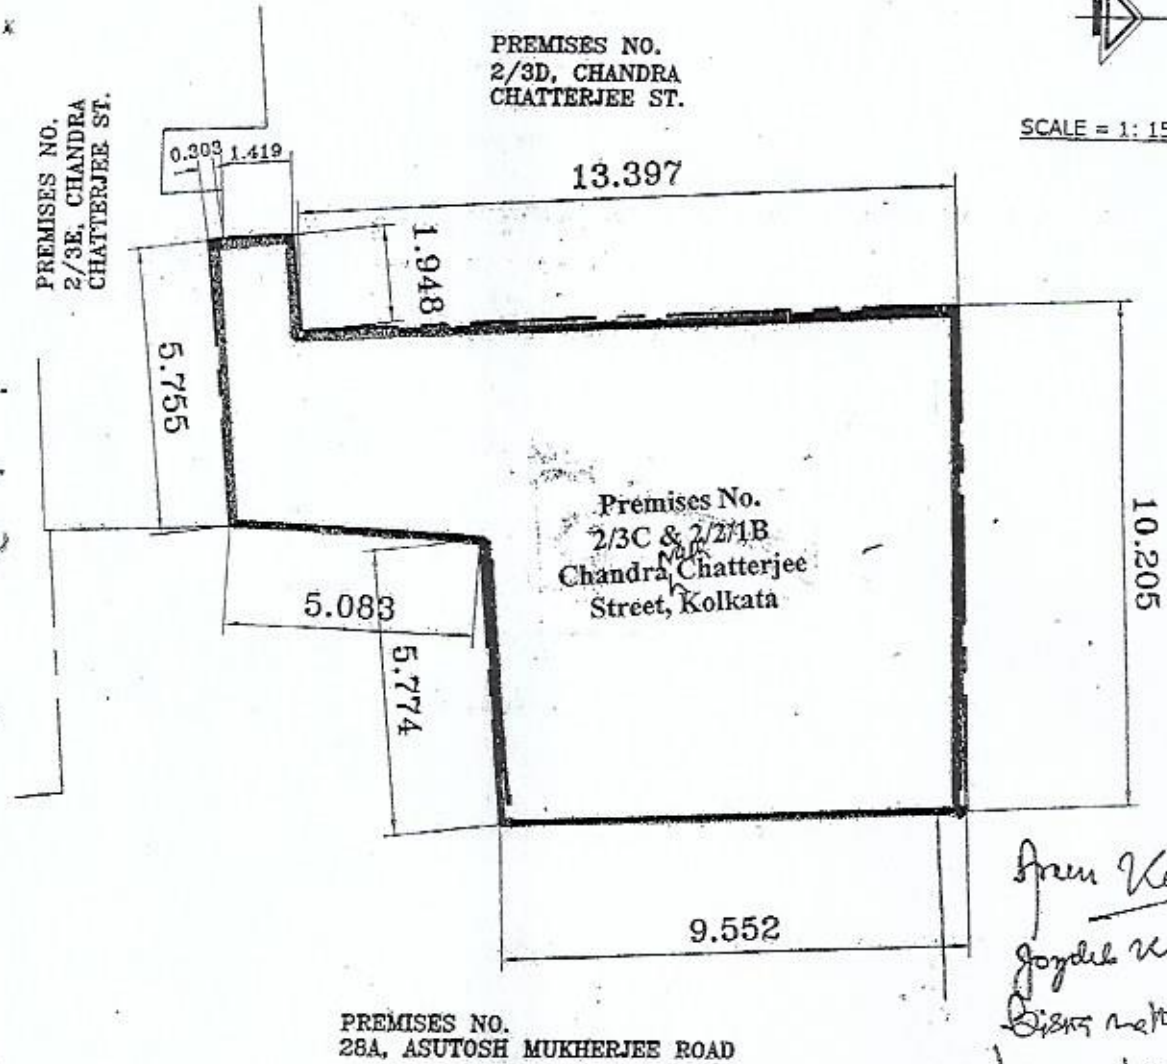 PREMISES NO.
2/3D, CHANDRA
CHATTERJEE ST.
SCALE = 1: 15
PREMISES NO.
2/3E, CHANDRA
CHATTERJEE ST.
0.303
1.419
13.397
1.948
5.755
10.205
Premises No.
2/3C & 2/2/1B
Nath
Chandra Chatterjee
Street, Kolkata
5.083
5.774
9.552
PREMISES NO.
28A, ASUTOSH MUKHERJEE ROAD